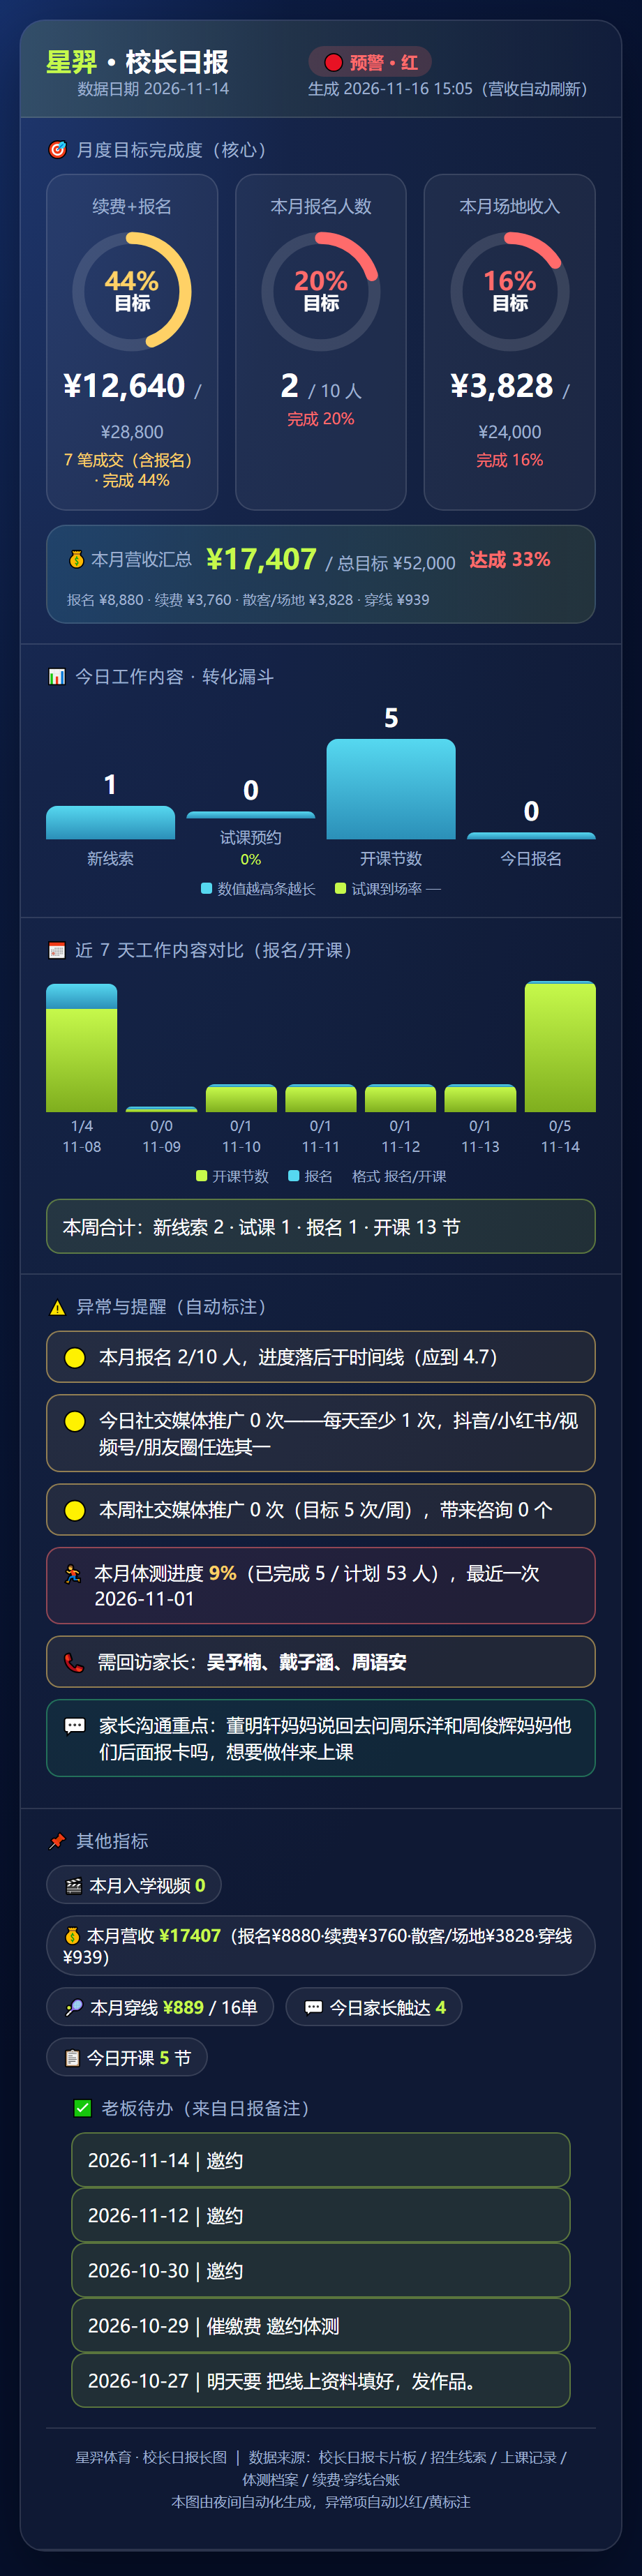 星羿 · 校长日报
预警 · 红
数据日期 2026-11-14
生成 2026-11-16 15:05（营收自动刷新）
月度目标完成度（核心）
续费+报名
44%
目标
¥12,640 /
¥28,800
7 笔成交（含报名）
· 完成 44%
本月报名人数
20%
目标
2 / 10 人
完成 20%
本月场地收入
16%
目标
¥3,828 /
¥24,000
完成 16%
本月营收汇总 ¥17,407 / 总目标 ¥52,000 达成 33%
报名 ¥8,880 · 续费 ¥3,760 · 散客/场地 ¥3,828 · 穿线 ¥939
今日工作内容 · 转化漏斗
1
新线索
0
试课预约
0%
5
开课节数
0
今日报名
数值越高条越长 试课到场率 —
近 7 天工作内容对比（报名/开课）
1/4 0/0 0/1 0/1 0/1 0/1 0/5
11-08 11-09 11-10 11-11 11-12 11-13 11-14
开课节数 报名 格式 报名/开课
本周合计：新线索 2 · 试课 1 · 报名 1 · 开课 13 节
异常与提醒（自动标注）
本月报名 2/10 人，进度落后于时间线（应到 4.7）
今日社交媒体推广 0 次——每天至少 1 次，抖音/小红书/视
频号/朋友圈任选其一
本周社交媒体推广 0 次（目标 5 次/周），带来咨询 0 个
本月体测进度 9%（已完成 5 / 计划 53 人），最近一次
2026-11-01
需回访家长：吴予楠、戴子涵、周语安
家长沟通重点：董明轩妈妈说回去问周乐洋和周俊辉妈妈他
们后面报卡吗，想要做伴来上课
其他指标
本月入学视频 0
本月营收 ¥17407（报名¥8880·续费¥3760·散客/场地¥3828·穿线
¥939）
本月穿线 ¥889 / 16单
今日家长触达 4
今日开课 5 节
老板待办（来自日报备注）
2026-11-14 | 邀约
2026-11-12 | 邀约
2026-10-30 | 邀约
2026-10-29 | 催缴费 邀约体测
2026-10-27 | 明天要 把线上资料填好，发作品。
星羿体育 · 校长日报长图 ｜ 数据来源：校长日报卡片板 / 招生线索 / 上课记录 /
体测档案 / 续费·穿线台账
本图由夜间自动化生成，异常项自动以红/黄标注